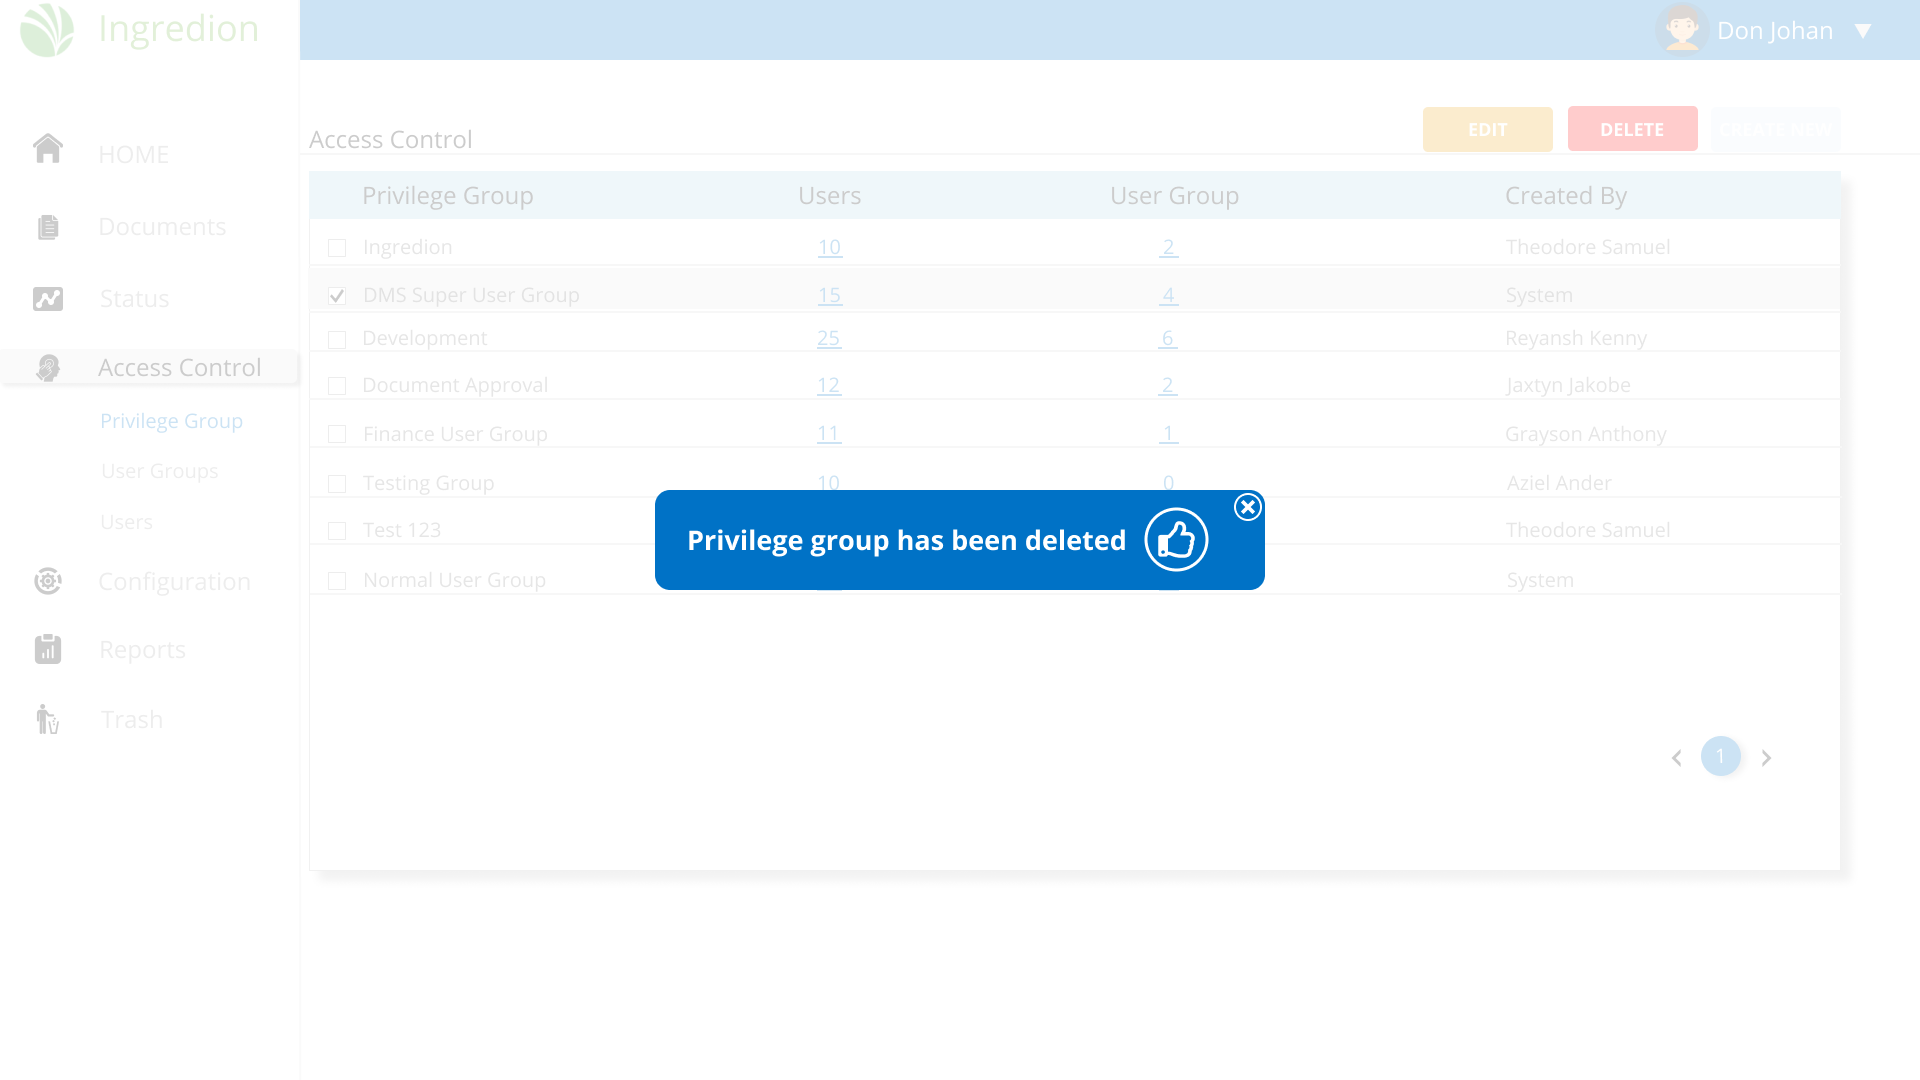 Ingredion
Don Johan
HOME
Documents
Status
Access Control
Privilege Group
User Groups
Users
Configuration
Reports
Trash
Access Control
EDIT
DELETE
CREATE NEW
Privilege Group Users User Group Created By
Ingredion 10 2 Theodore Samuel
DMS Super User Group 15 4 System
Development 25 6 Reyansh Kenny
Document Approval 12 2 Jaxtyn Jakobe
Finance User Group 11 1 Grayson Anthony
Testing Group 10 0 Aziel Ander
Test 123 Theodore Samuel
Normal User Group System
Privilege group has been deleted
1